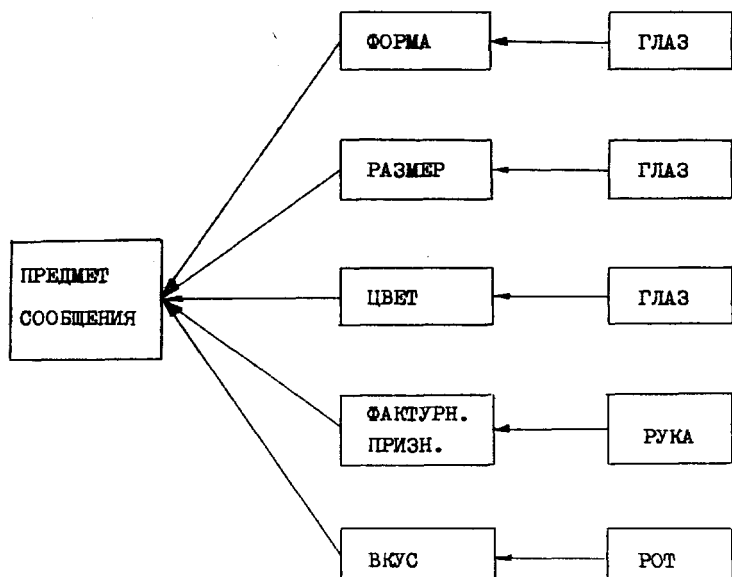 ФОРМА
ГЛАЗ
РАЗМЕР
ГЛАЗ
ПРЕДМЕТ
СООБЩЕНИЯ
ЦВЕТ
ГЛАЗ
ФАКТУРН.
ПРИЗН.
РУКА
ВКУС
РОТ